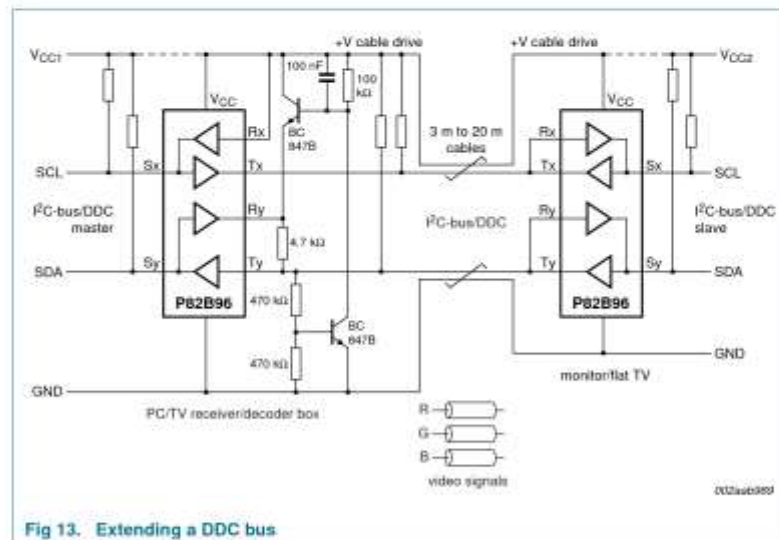 +V cable drive
+V cable drive
VCC1
VCC2
100 nF
100
kΩ
VCC
VCC
BC
847B
3 m to 20 m
cables
Rx
Rx
Sx
Tx
Tx
Sx
SCL
SCL
I²C-bus/DDC
master
Ry
I²C-bus/DDC
Ry
I²C-bus/DDC
slave
4.7 kΩ
Sy
Ty
Ty
Sy
SDA
SDA
P82B96
470 kΩ
BC
847B
P82B96
470 kΩ
GND
monitor/flat TV
GND
PC/TV receiver/decoder box
R
G
B
video signals
002aab989
Fig 13. Extending a DDC bus